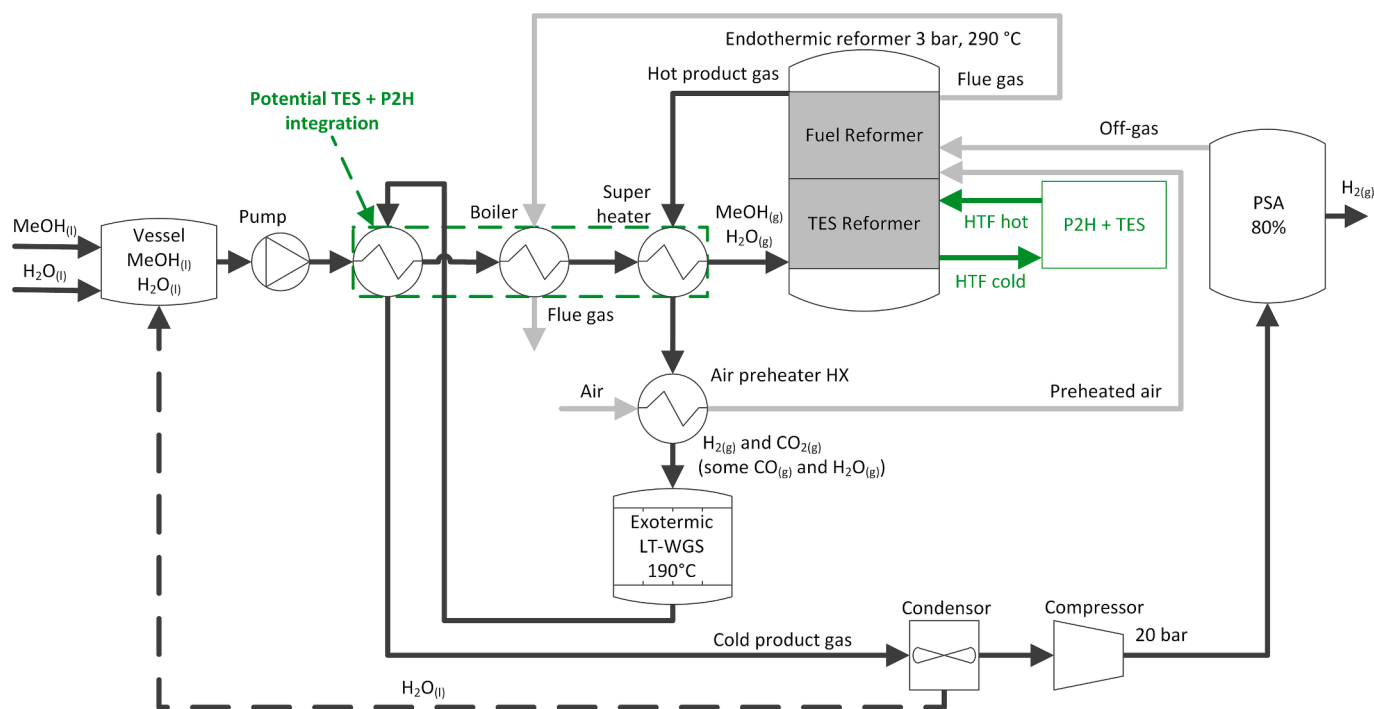 Endothermic reformer 3 bar, 290 °C
Hot product gas
Flue gas
Potential TES + P2H
integration
Fuel Reformer
Off-gas
Super
heater
Boiler
Pump
MeOH(g)
H2O(g)
TES Reformer
HTF hot
HTF cold
P2H + TES
PSA
80%
H2(g)
MeOH(l)
H2O(l)
Vessel
MeOH(l)
H2O(l)
Flue gas
Air
Air preheater HX
Preheated air
H2(g) and CO2(g)
(some CO(g) and H2O(g))
Exotermic
LT-WGS
190°C
Cold product gas
Condensor
Compressor
20 bar
H2O(l)